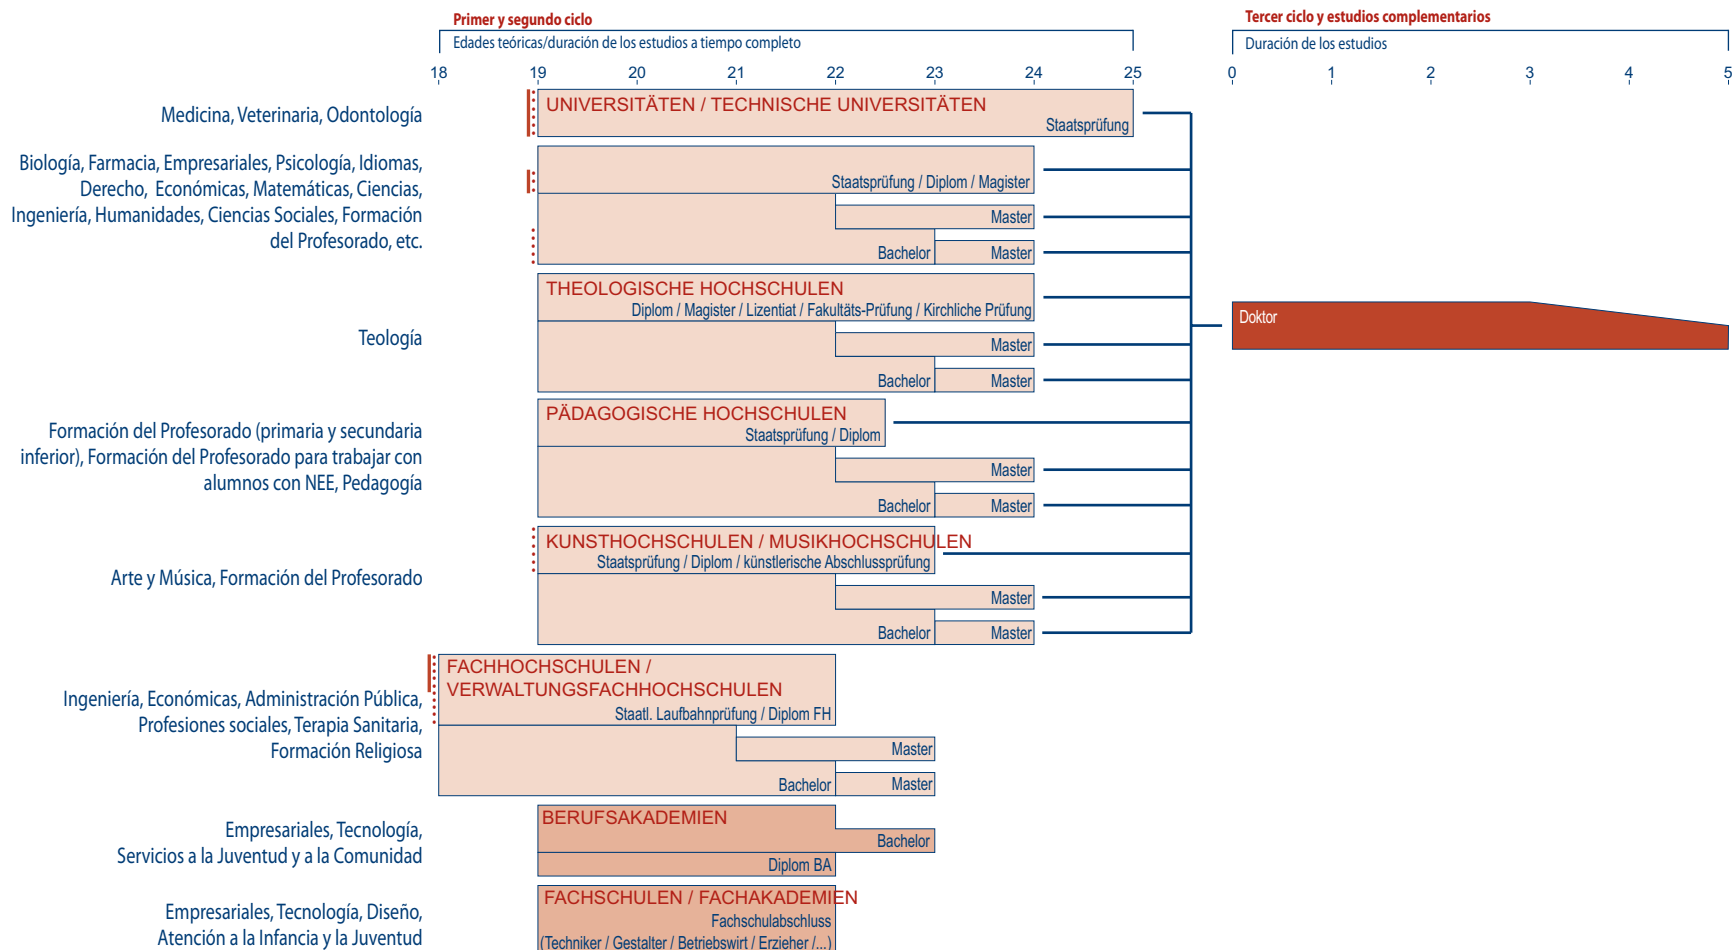 Primer y segundo ciclo
Edades teóricas/duración de los estudios a tiempo completo
18 19 20 21 22 23 24 25
Tercer ciclo y estudios complementarios
Duración de los estudios
0 1 2 3 4 5
Medicina, Veterinaria, Odontología
UNIVERSITÄTEN / TECHNISCHE UNIVERSITÄTEN
Staatsprüfung
Biología, Farmacia, Empresariales, Psicología, Idiomas,
Derecho, Económicas, Matemáticas, Ciencias,
Ingeniería, Humanidades, Ciencias Sociales, Formación
del Profesorado, etc.
Staatsprüfung / Diplom / Magister
Master
Bachelor
Master
Teología
THEOLOGISCHE HOCHSCHULEN
Diplom / Magister / Lizentiat / Fakultäts-Prüfung / Kirchliche Prüfung
Master
Bachelor
Master
Doktor
Formación del Profesorado (primaria y secundaria
inferior), Formación del Profesorado para trabajar con
alumnos con NEE, Pedagogía
PÄDAGOGISCHE HOCHSCHULEN
Staatsprüfung / Diplom
Master
Bachelor
Master
Arte y Música, Formación del Profesorado
KUNSTHOCHSCHULEN / MUSIKHOCHSCHULEN
Staatsprüfung / Diplom / künstlerische Abschlussprüfung
Master
Bachelor
Master
Ingeniería, Económicas, Administración Pública,
Profesiones sociales, Terapia Sanitaria,
Formación Religiosa
FACHHOCHSCHULEN /
VERWALTUNGSFACHHOCHSCHULEN
Staatl. Laufbahnprüfung / Diplom FH
Master
Bachelor
Master
Empresariales, Tecnología,
Servicios a la Juventud y a la Comunidad
BERUFSAKADEMIEN
Bachelor
Diplom BA
Empresariales, Tecnología, Diseño,
Atención a la Infancia y la Juventud
FACHSCHULEN / FACHAKADEMIEN
Fachschulabschluss
(Techniker / Gestalter / Betriebswirt / Erzieher /...)